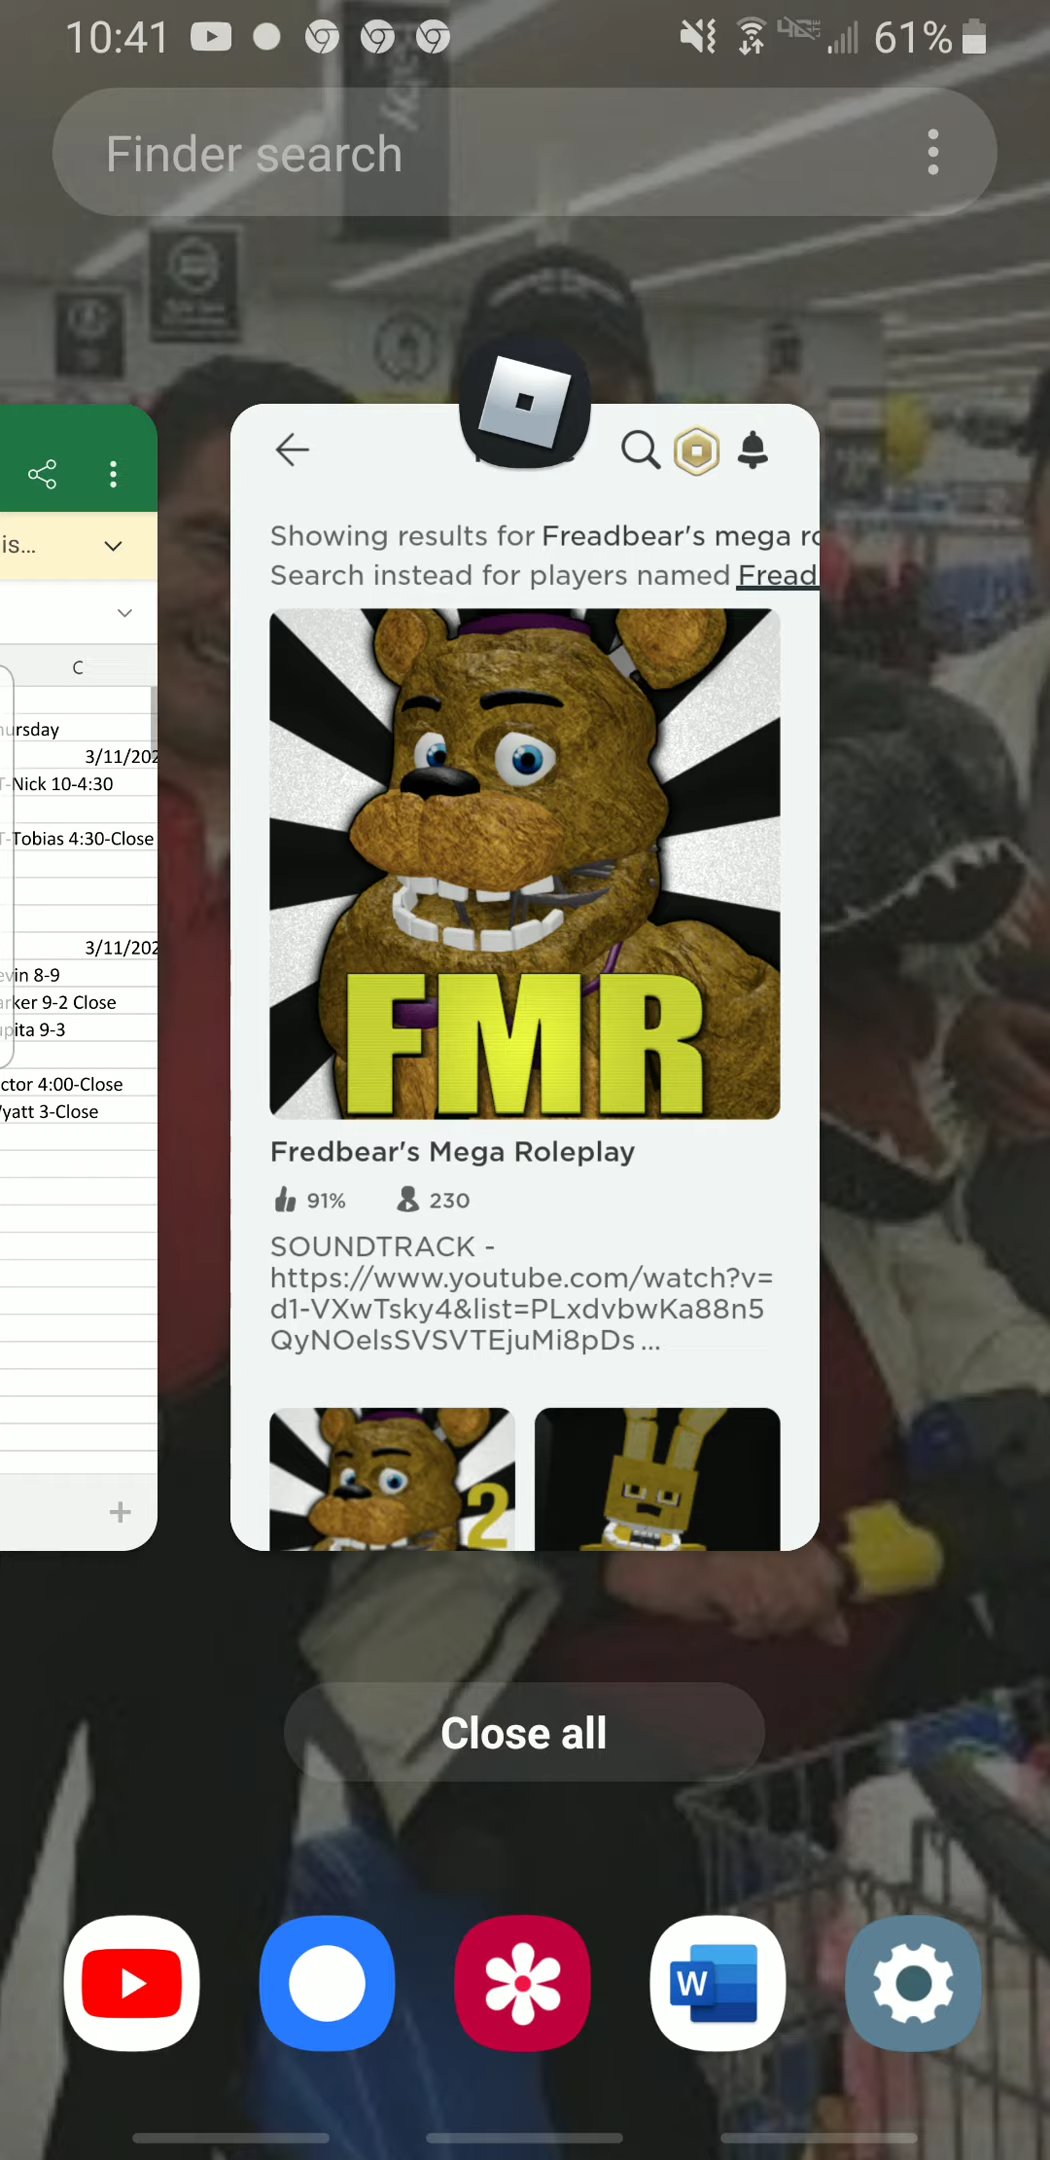 10:41
61%
Finder search
is...
C
ursday
3/11/202
T-Nick 10-4:30
T-Tobias 4:30-Close
3/11/202
vin 8-9
arker 9-2 Close
pita 9-3
ctor 4:00-Close
yatt 3-Close
Showing results for Freadbear's mega ro
Search instead for players named Fread
FMR
Fredbear's Mega Roleplay
91% 230
SOUNDTRACK -
https://www.youtube.com/watch?v=
d1-VXwTsky4&list=PLxdvbwKa88n5
QyNOelsSVSVTEjuMi8pDs ...
2
Close all
W